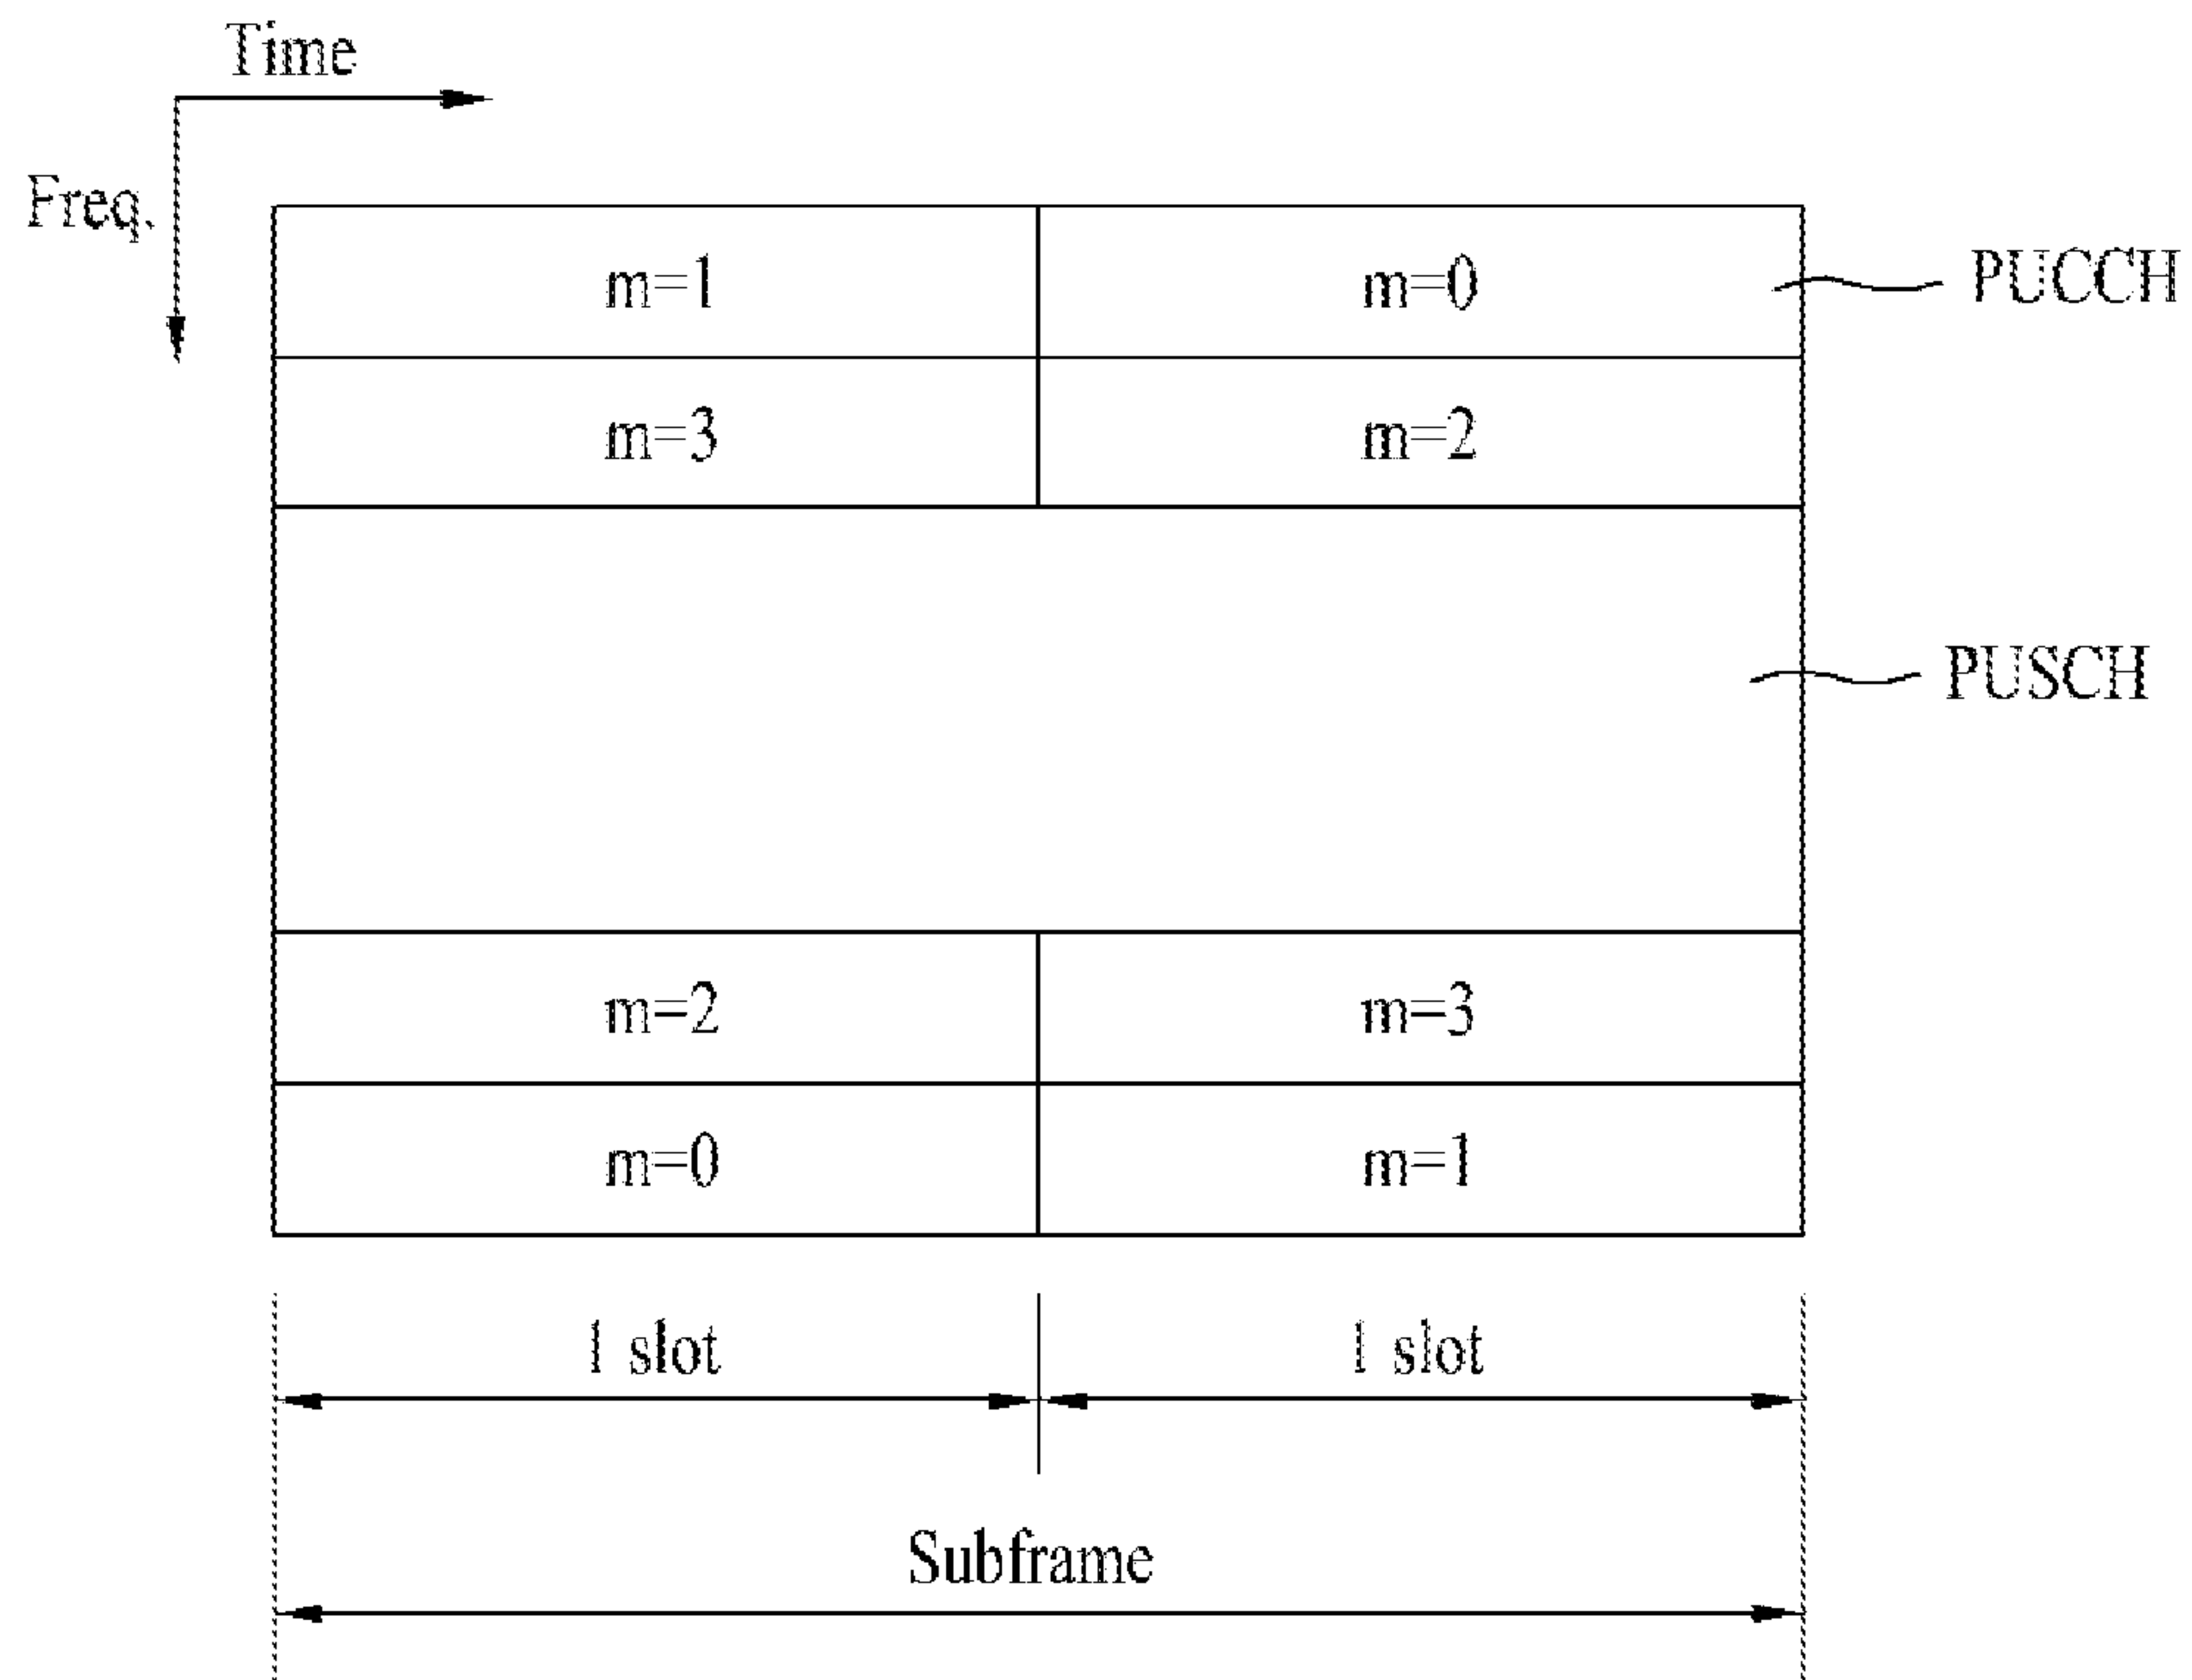 Time
Freq.
m=1 m=0 PUCCH
m=3 m=2
PUSCH
m=2 m=3
m=0 m=1
1 slot 1 slot
Subframe